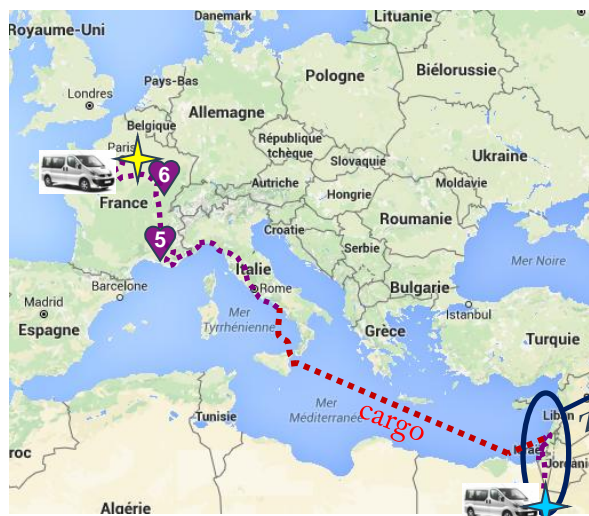 Royaume-Uni
Danemark
Lituanie
Pays-Bas
Pologne
Biélorussie
Londres
Belgique
Allemagne
Paris
République
tchèque
Ukraine
Slovaquie
6
Autriche
Moldavie
France
Hongrie
Roumanie
Croatie
5
Serbie
Italie
Mer Noire
Barcelone
Rome
Bulgarie
Madrid
Mer
Tyrrhénienne
Istanbul
Espagne
Grèce
Turquie
Tunisie
Mer
Méditerranée
cargo
Liban
Israël
roc
Jordanie
Algérie